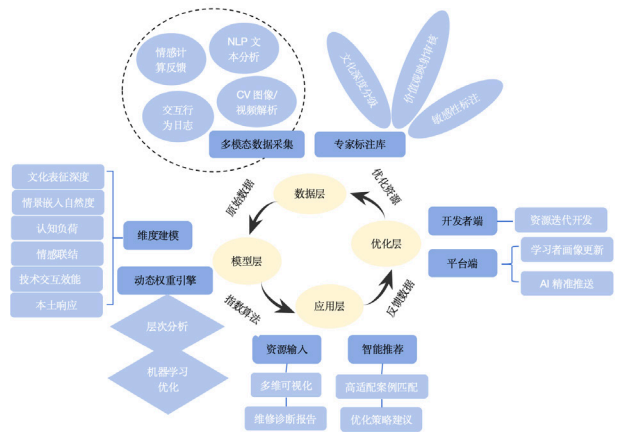 情感计
算反馈
NLP 文
本分析
交互行
为日志
CV 图像/
视频解析
多模态数据采集
文化深度分级
价值观映射审核
敏感性标注
专家标注库
文化表征深度
情景嵌入自然度
认知负荷
情感联结
技术交互效能
本土响应
维度建模
动态权重引擎
层次分析
机器学习
优化
数据层
原始数据
模型层
指数算法
应用层
反馈数据
优化层
优化资源
开发者端
资源迭代开发
平台端
学习者画像更新
AI 精准推送
资源输入
多维可视化
维修诊断报告
智能推荐
高适配案例匹配
优化策略建议